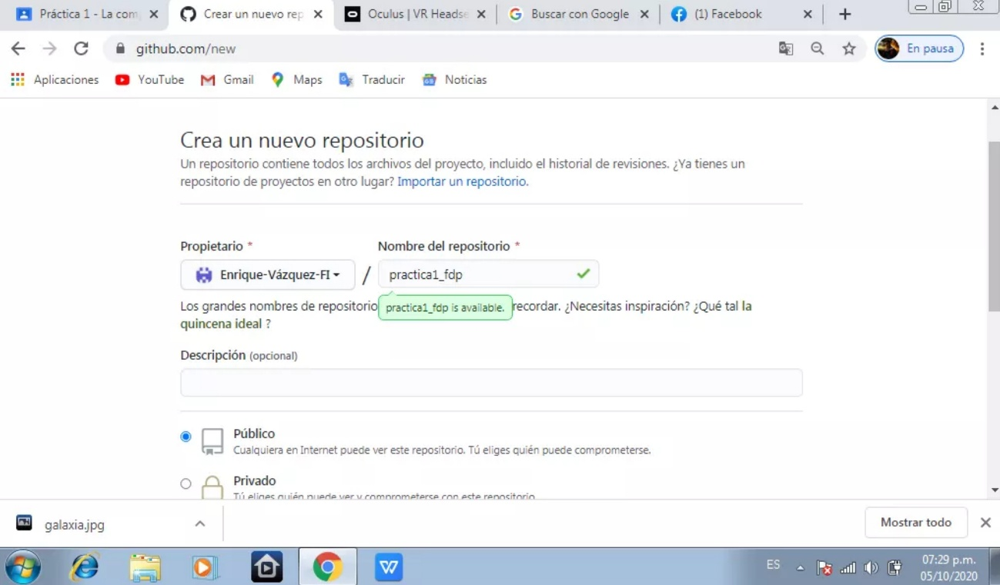 Práctica 1 - La com
Crear un nuevo rep
Oculus | VR Headse
Buscar con Google
(1) Facebook
github.com/new
En pausa
Aplicaciones
YouTube
Gmail
Maps
Traducir
Noticias
Crea un nuevo repositorio
Un repositorio contiene todos los archivos del proyecto, incluido el historial de revisiones. ¿Ya tienes un
repositorio de proyectos en otro lugar? Importar un repositorio.
Propietario *
Nombre del repositorio *
Enrique-Vázquez-FI
/
practica1_fdp
Los grandes nombres de repositorio
practica1_fdp is available.
recordar. ¿Necesitas inspiración? ¿Qué tal la
quincena ideal ?
Descripción (opcional)
Público
Cualquiera en Internet puede ver este repositorio. Tú eliges quién puede comprometerse.
Privado
Tú eliges quién puede ver y comprometerse con este repositorio
galaxia.jpg
Mostrar todo
ES
07:29 p.m.
05/10/2020